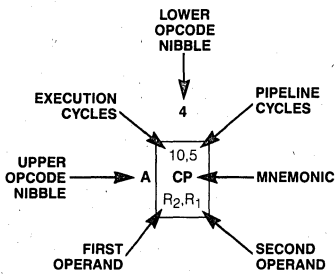 LOWER
OPCODE
NIBBLE
EXECUTION
CYCLES
PIPELINE
CYCLES
4
10,5
UPPER
OPCODE
NIBBLE
A
CP
MNEMONIC
R2,R1
FIRST
OPERAND
SECOND
OPERAND